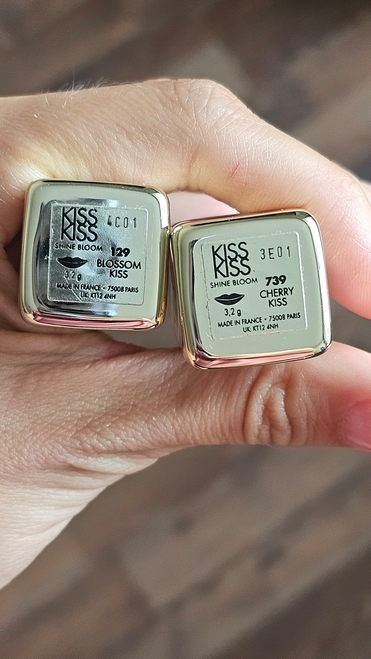 KISS
KISS
4C01
SHINE BLOOM
129
BLOSSOM
KISS
3,2 g
MADE IN FRANCE • 75008 PARIS
UK: KT12 4NH
KISS
KISS
3E01
SHINE BLOOM
739
CHERRY
KISS
3,2 g
MADE IN FRANCE • 75008 PARIS
UK: KT12 4NH